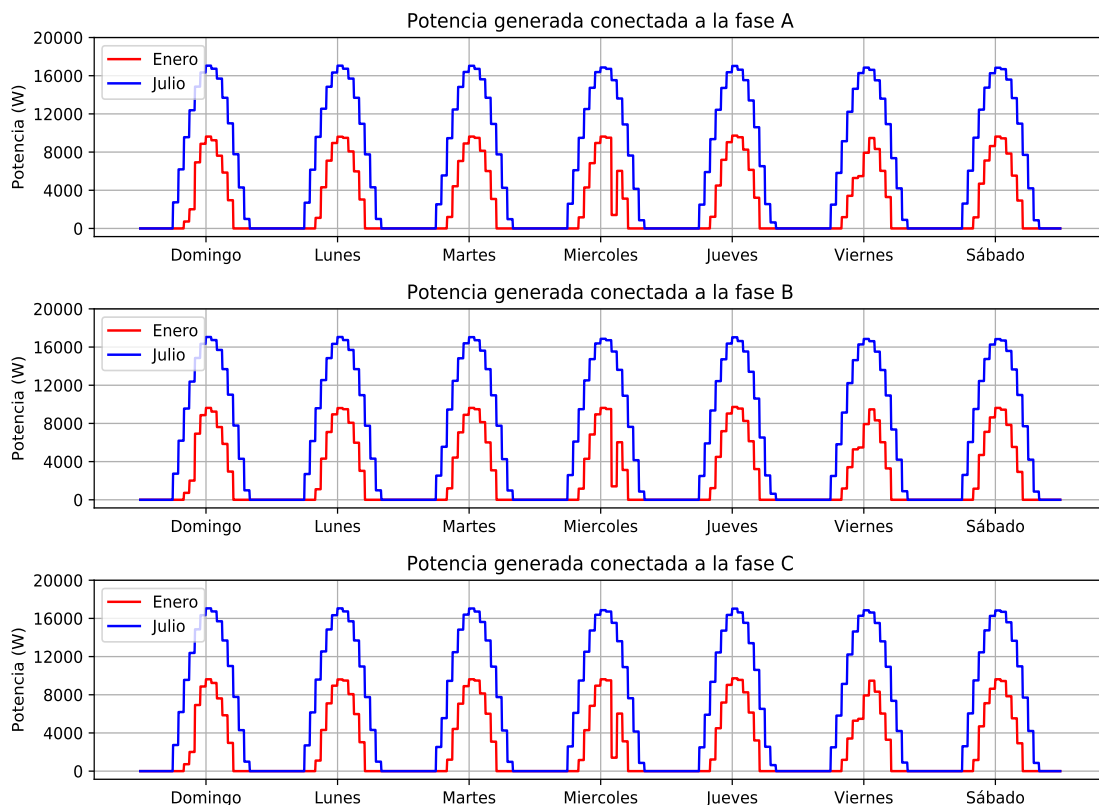 Potencia generada conectada a la fase A
20000
16000
12000
8000
4000
0
Potencia (W)
Enero
Julio
Domingo Lunes Martes Miercoles Jueves Viernes Sábado
Potencia generada conectada a la fase B
20000
16000
12000
8000
4000
0
Potencia (W)
Enero
Julio
Domingo Lunes Martes Miercoles Jueves Viernes Sábado
Potencia generada conectada a la fase C
20000
16000
12000
8000
4000
0
Potencia (W)
Enero
Julio
Domingo Lunes Martes Miercoles Jueves Viernes Sábado